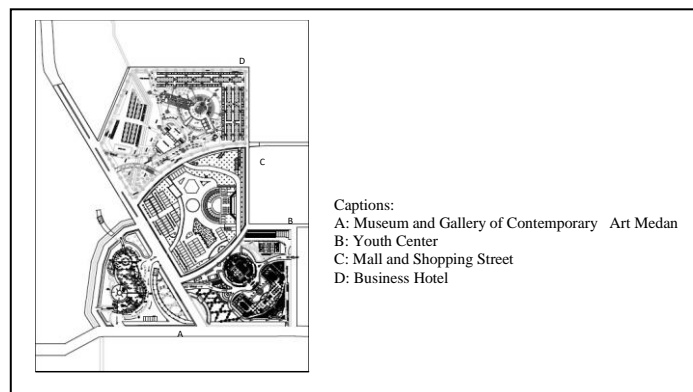 D
C
B
A
Captions:
A: Museum and Gallery of Contemporary Art Medan
B: Youth Center
C: Mall and Shopping Street
D: Business Hotel